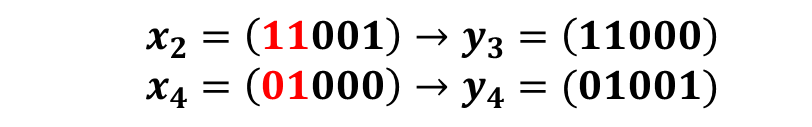 x₂ = (11001) → y₃ = (11000)
x₄ = (01000) → y₄ = (01001)